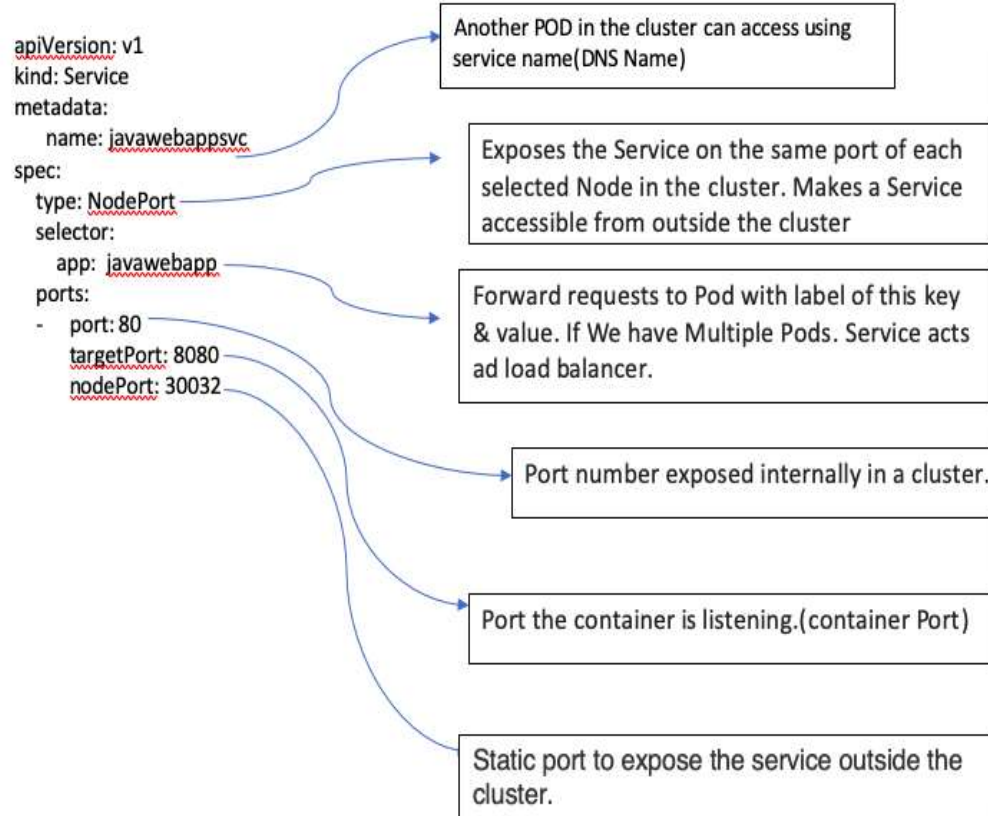 apiVersion: v1
kind: Service
metadata:
name: javawebappsvc
spec:
type: NodePort
selector:
app: javawebapp
ports:
- port: 80
targetPort: 8080
nodePort: 30032
Another POD in the cluster can access using
service name(DNS Name)
Exposes the Service on the same port of each
selected Node in the cluster. Makes a Service
accessible from outside the cluster
Forward requests to Pod with label of this key
& value. If We have Multiple Pods. Service acts
ad load balancer.
Port number exposed internally in a cluster.
Port the container is listening.(container Port)
Static port to expose the service outside the
cluster.